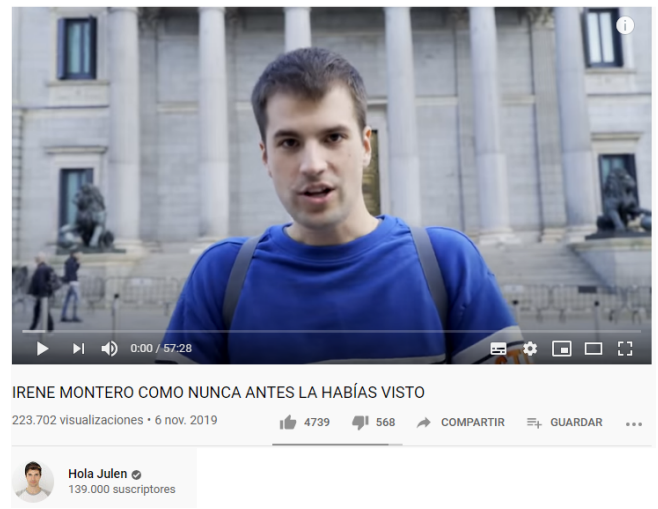 0:00 / 57:28
IRENE MONTERO COMO NUNCA ANTES LA HABÍAS VISTO
223.702 visualizaciones • 6 nov. 2019 4739 568 COMPARTIR GUARDAR
Hola Julen
139.000 suscriptores